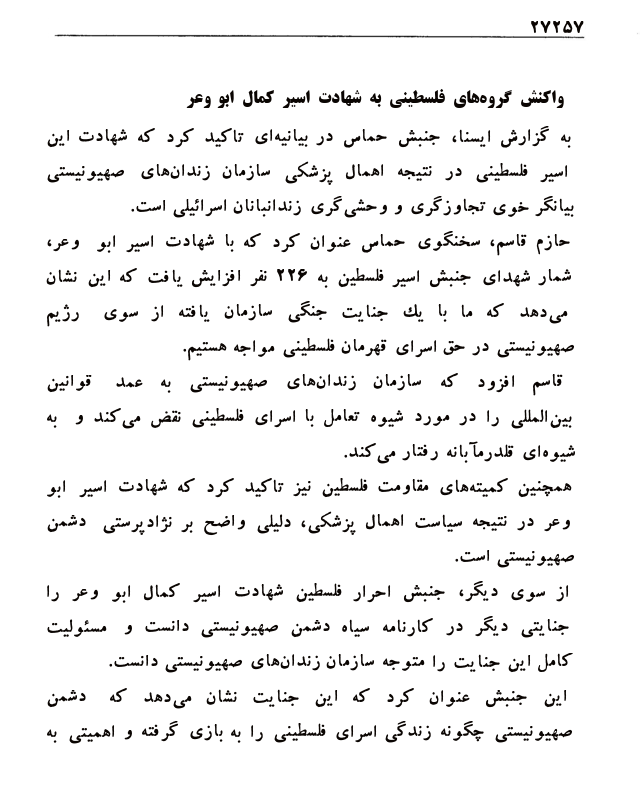 ۲۷۲۵۷
واکنش گروه‌های فلسطینی به شهادت اسیر کمال ابو وعر
به گزارش ایسنا، جنبش حماس در بیانیه‌ای تاکید کرد که شهادت این
اسیر فلسطینی در نتیجه اهمال پزشکی سازمان زندان‌های صهیونیستی
بیانگر خوی تجاوزگری و وحشی‌گری زندانبانان اسرائیلی است.
حازم قاسم، سخنگوی حماس عنوان کرد که با شهادت اسیر ابو وعر،
شمار شهدای جنبش اسیر فلسطین به ۲۲۶ نفر افزایش یافت که این نشان
می‌دهد که ما با یك جنایت جنگی سازمان یافته از سوی رژیم
صهیونیستی در حق اسرای قهرمان فلسطینی مواجه هستیم.
قاسم افزود که سازمان زندان‌های صهیونیستی به عمد قوانین
بین‌المللی را در مورد شیوه تعامل با اسرای فلسطینی نقض می‌کند و به
شیوه‌ای قلدرمآبانه رفتار می‌کند.
همچنین کمیته‌های مقاومت فلسطین نیز تاکید کرد که شهادت اسیر ابو
وعر در نتیجه سیاست اهمال پزشکی، دلیلی واضح بر نژادپرستی دشمن
صهیونیستی است.
از سوی دیگر، جنبش احرار فلسطین شهادت اسیر کمال ابو وعر را
جنایتی دیگر در کارنامه سیاه دشمن صهیونیستی دانست و مسئولیت
کامل این جنایت را متوجه سازمان زندان‌های صهیونیستی دانست.
این جنبش عنوان کرد که این جنایت نشان می‌دهد که دشمن
صهیونیستی چگونه زندگی اسرای فلسطینی را به بازی گرفته و اهمیتی به